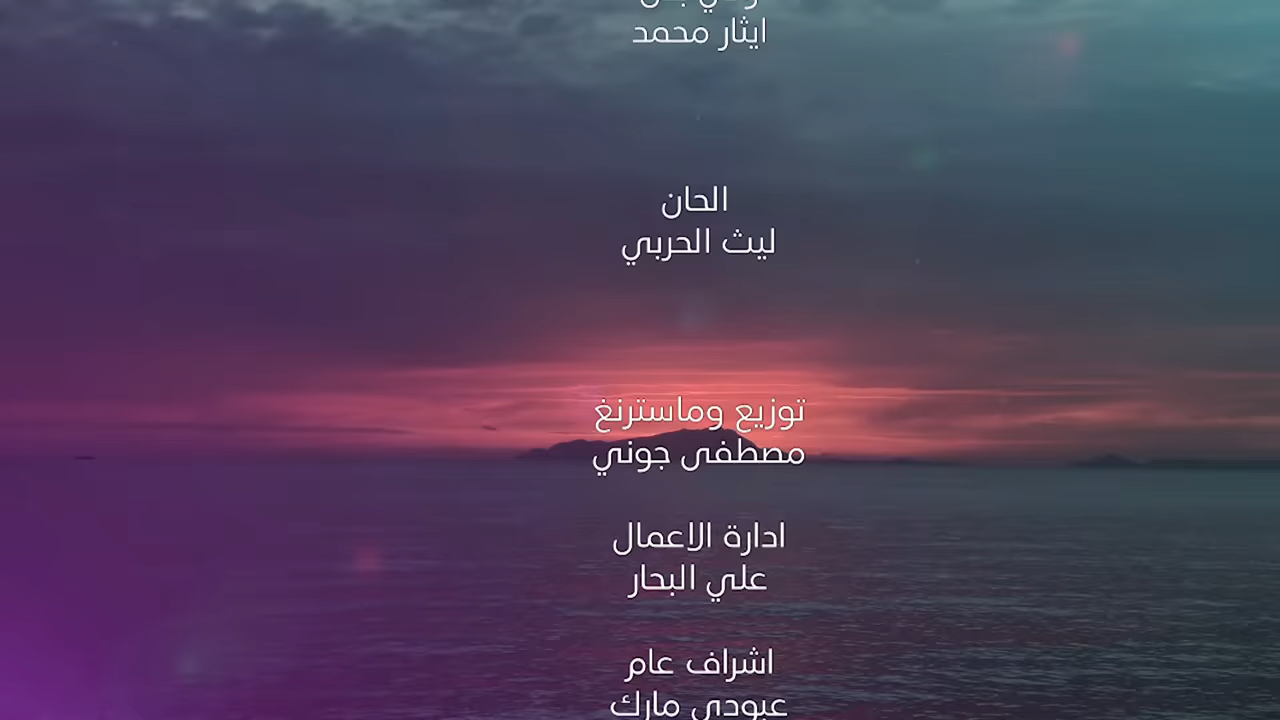 ايثار محمد
الحان
ليث الحربي
توزيع وماسترنغ
مصطفى جوني
ادارة الاعمال
علي البحار
اشراف عام
عبودي مارك